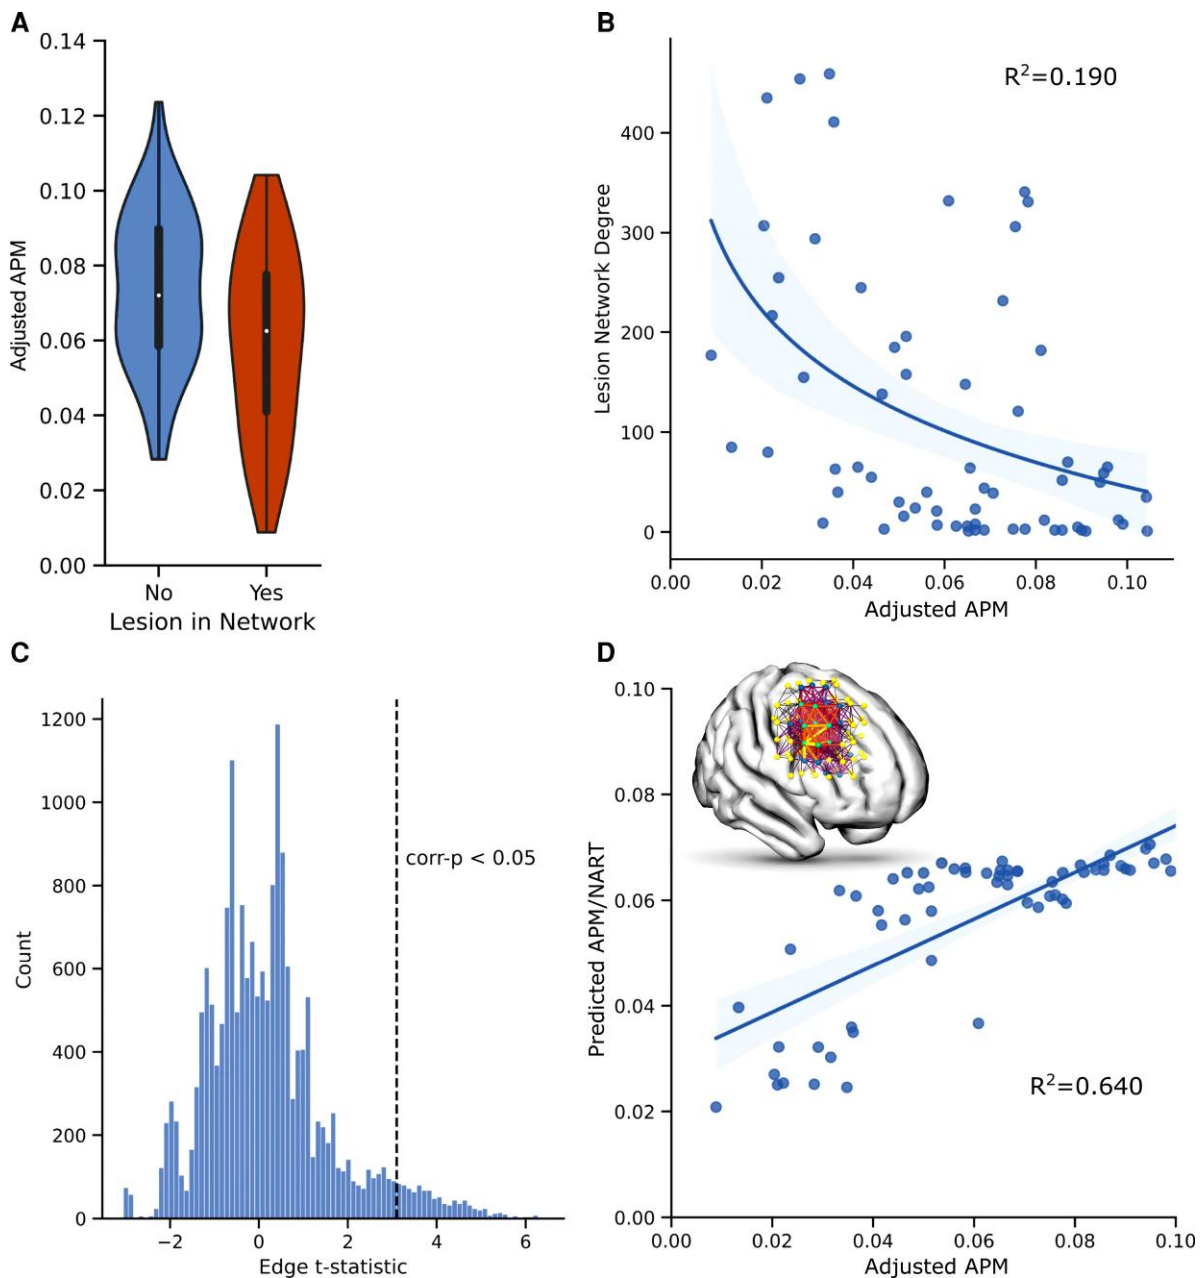 A
0.14
0.12
0.10
0.08
0.06
0.04
0.02
0.00
Adjusted APM
No
Yes
Lesion in Network
B
R²=0.190
400
300
200
100
0
Lesion Network Degree
0.00 0.02 0.04 0.06 0.08 0.10
Adjusted APM
C
1200
1000
800
600
400
200
0
Count
corr-p < 0.05
−2 0 2 4 6
Edge t-statistic
D
0.10
0.08
0.06
0.04
0.02
0.00
Predicted APM/NART
R²=0.640
0.00 0.02 0.04 0.06 0.08 0.10
Adjusted APM